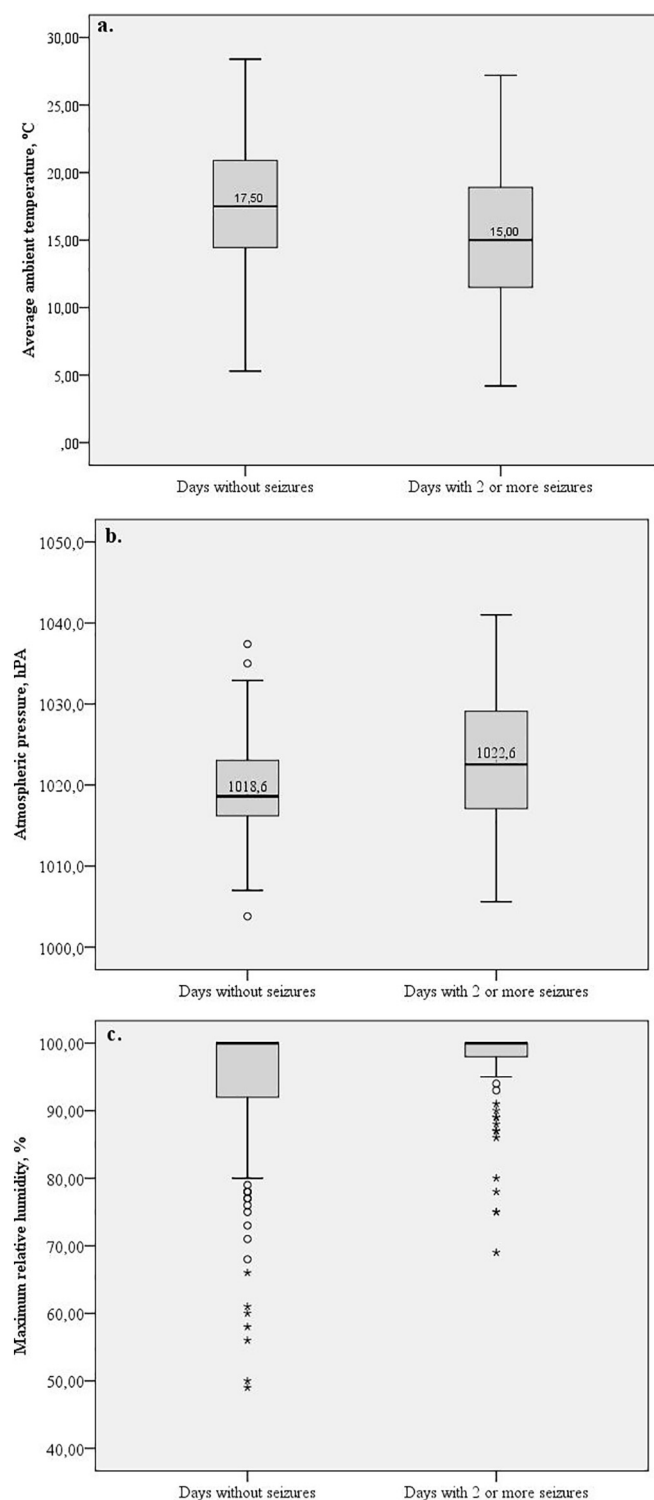 a.
Average ambient temperature, ºC
30,00
25,00
20,00
15,00
10,00
5,00
,00
17,50
15,00
Days without seizures
Days with 2 or more seizures
b.
Atmospheric pressure, hPA
1050,0
1040,0
1030,0
1020,0
1010,0
1000,0
1018,6
1022,6
Days without seizures
Days with 2 or more seizures
c.
Maximum relative humidity, %
100,00
90,00
80,00
70,00
60,00
50,00
40,00
Days without seizures
Days with 2 or more seizures